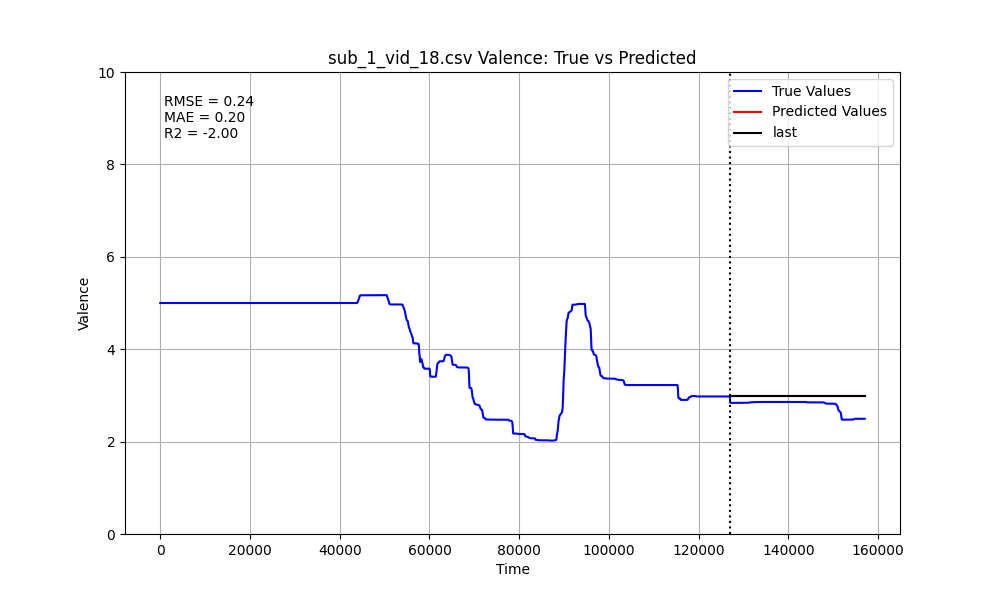 sub_1_vid_18.csv Valence: True vs Predicted
RMSE = 0.24
MAE = 0.20
R2 = -2.00
True Values
Predicted Values
last
Valence
10
8
6
4
2
0
0 20000 40000 60000 80000 100000 120000 140000 160000
Time